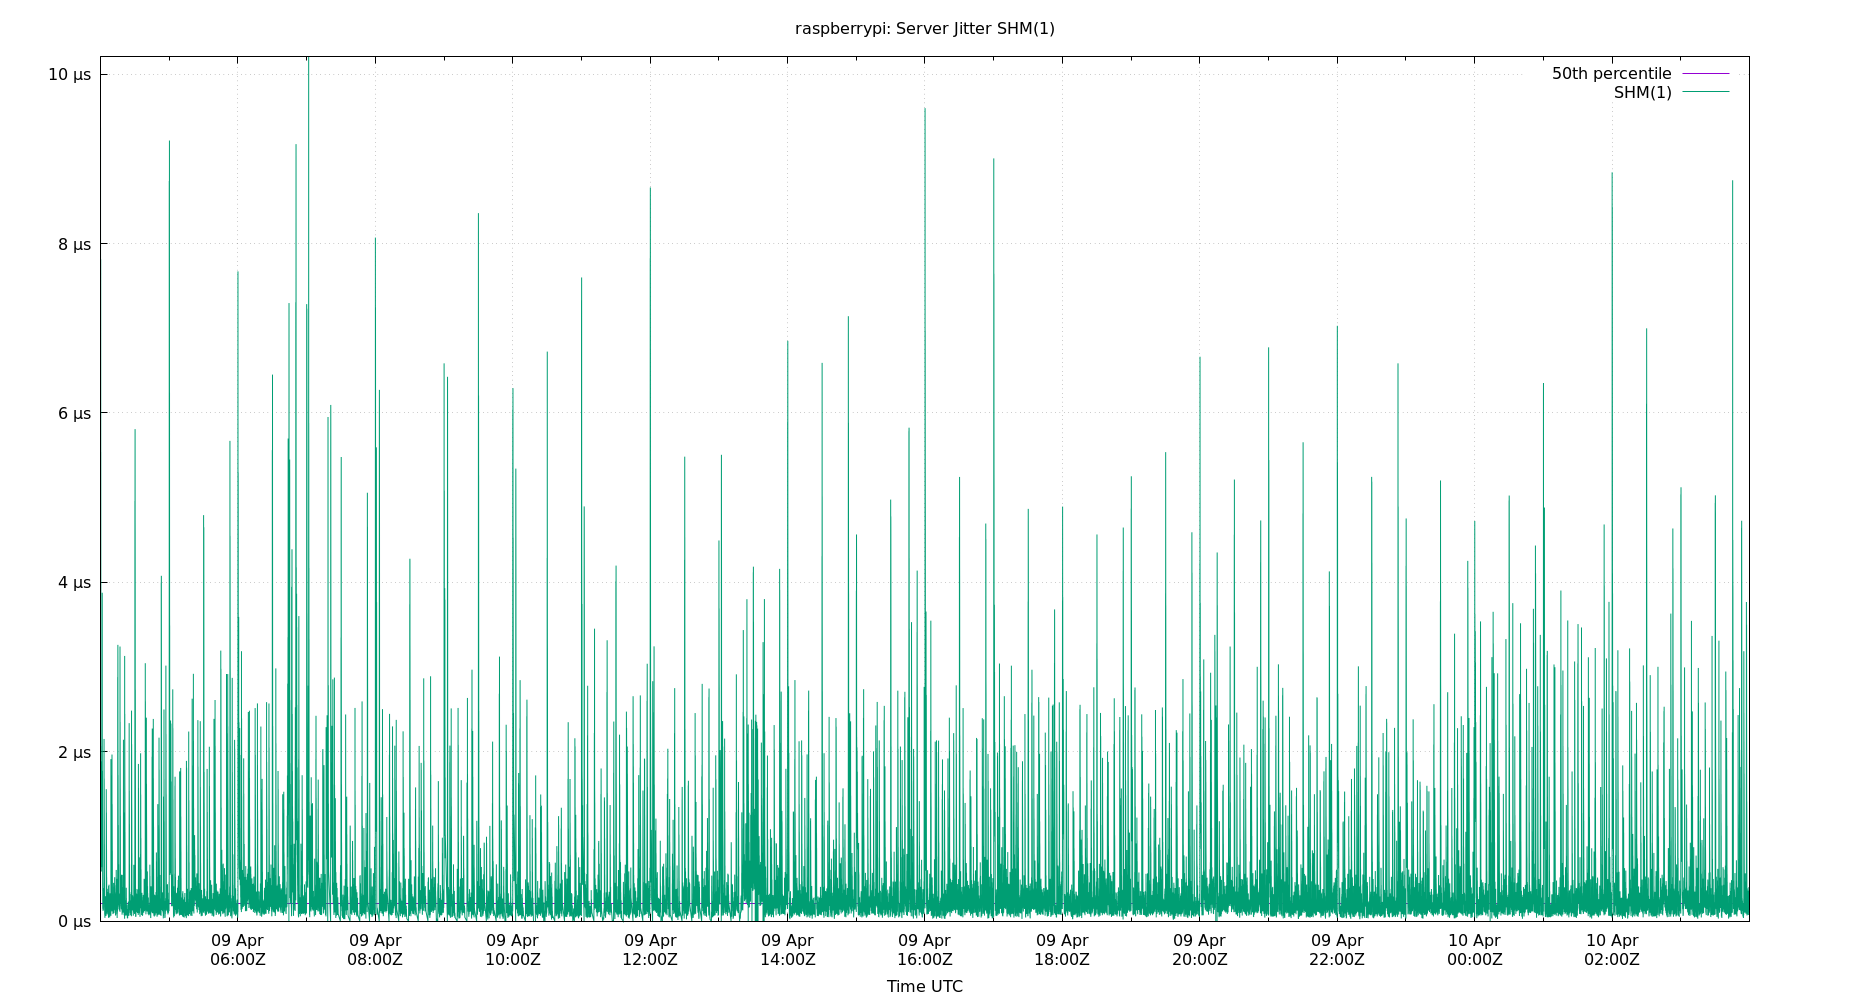 raspberrypi: Server Jitter SHM(1)
10 µs
50th percentile
SHM(1)
8 µs
6 µs
4 µs
2 µs
0 µs
09 Apr 09 Apr 09 Apr 09 Apr 09 Apr 09 Apr 09 Apr 09 Apr 09 Apr 10 Apr 10 Apr
06:00Z 08:00Z 10:00Z 12:00Z 14:00Z 16:00Z 18:00Z 20:00Z 22:00Z 00:00Z 02:00Z
Time UTC